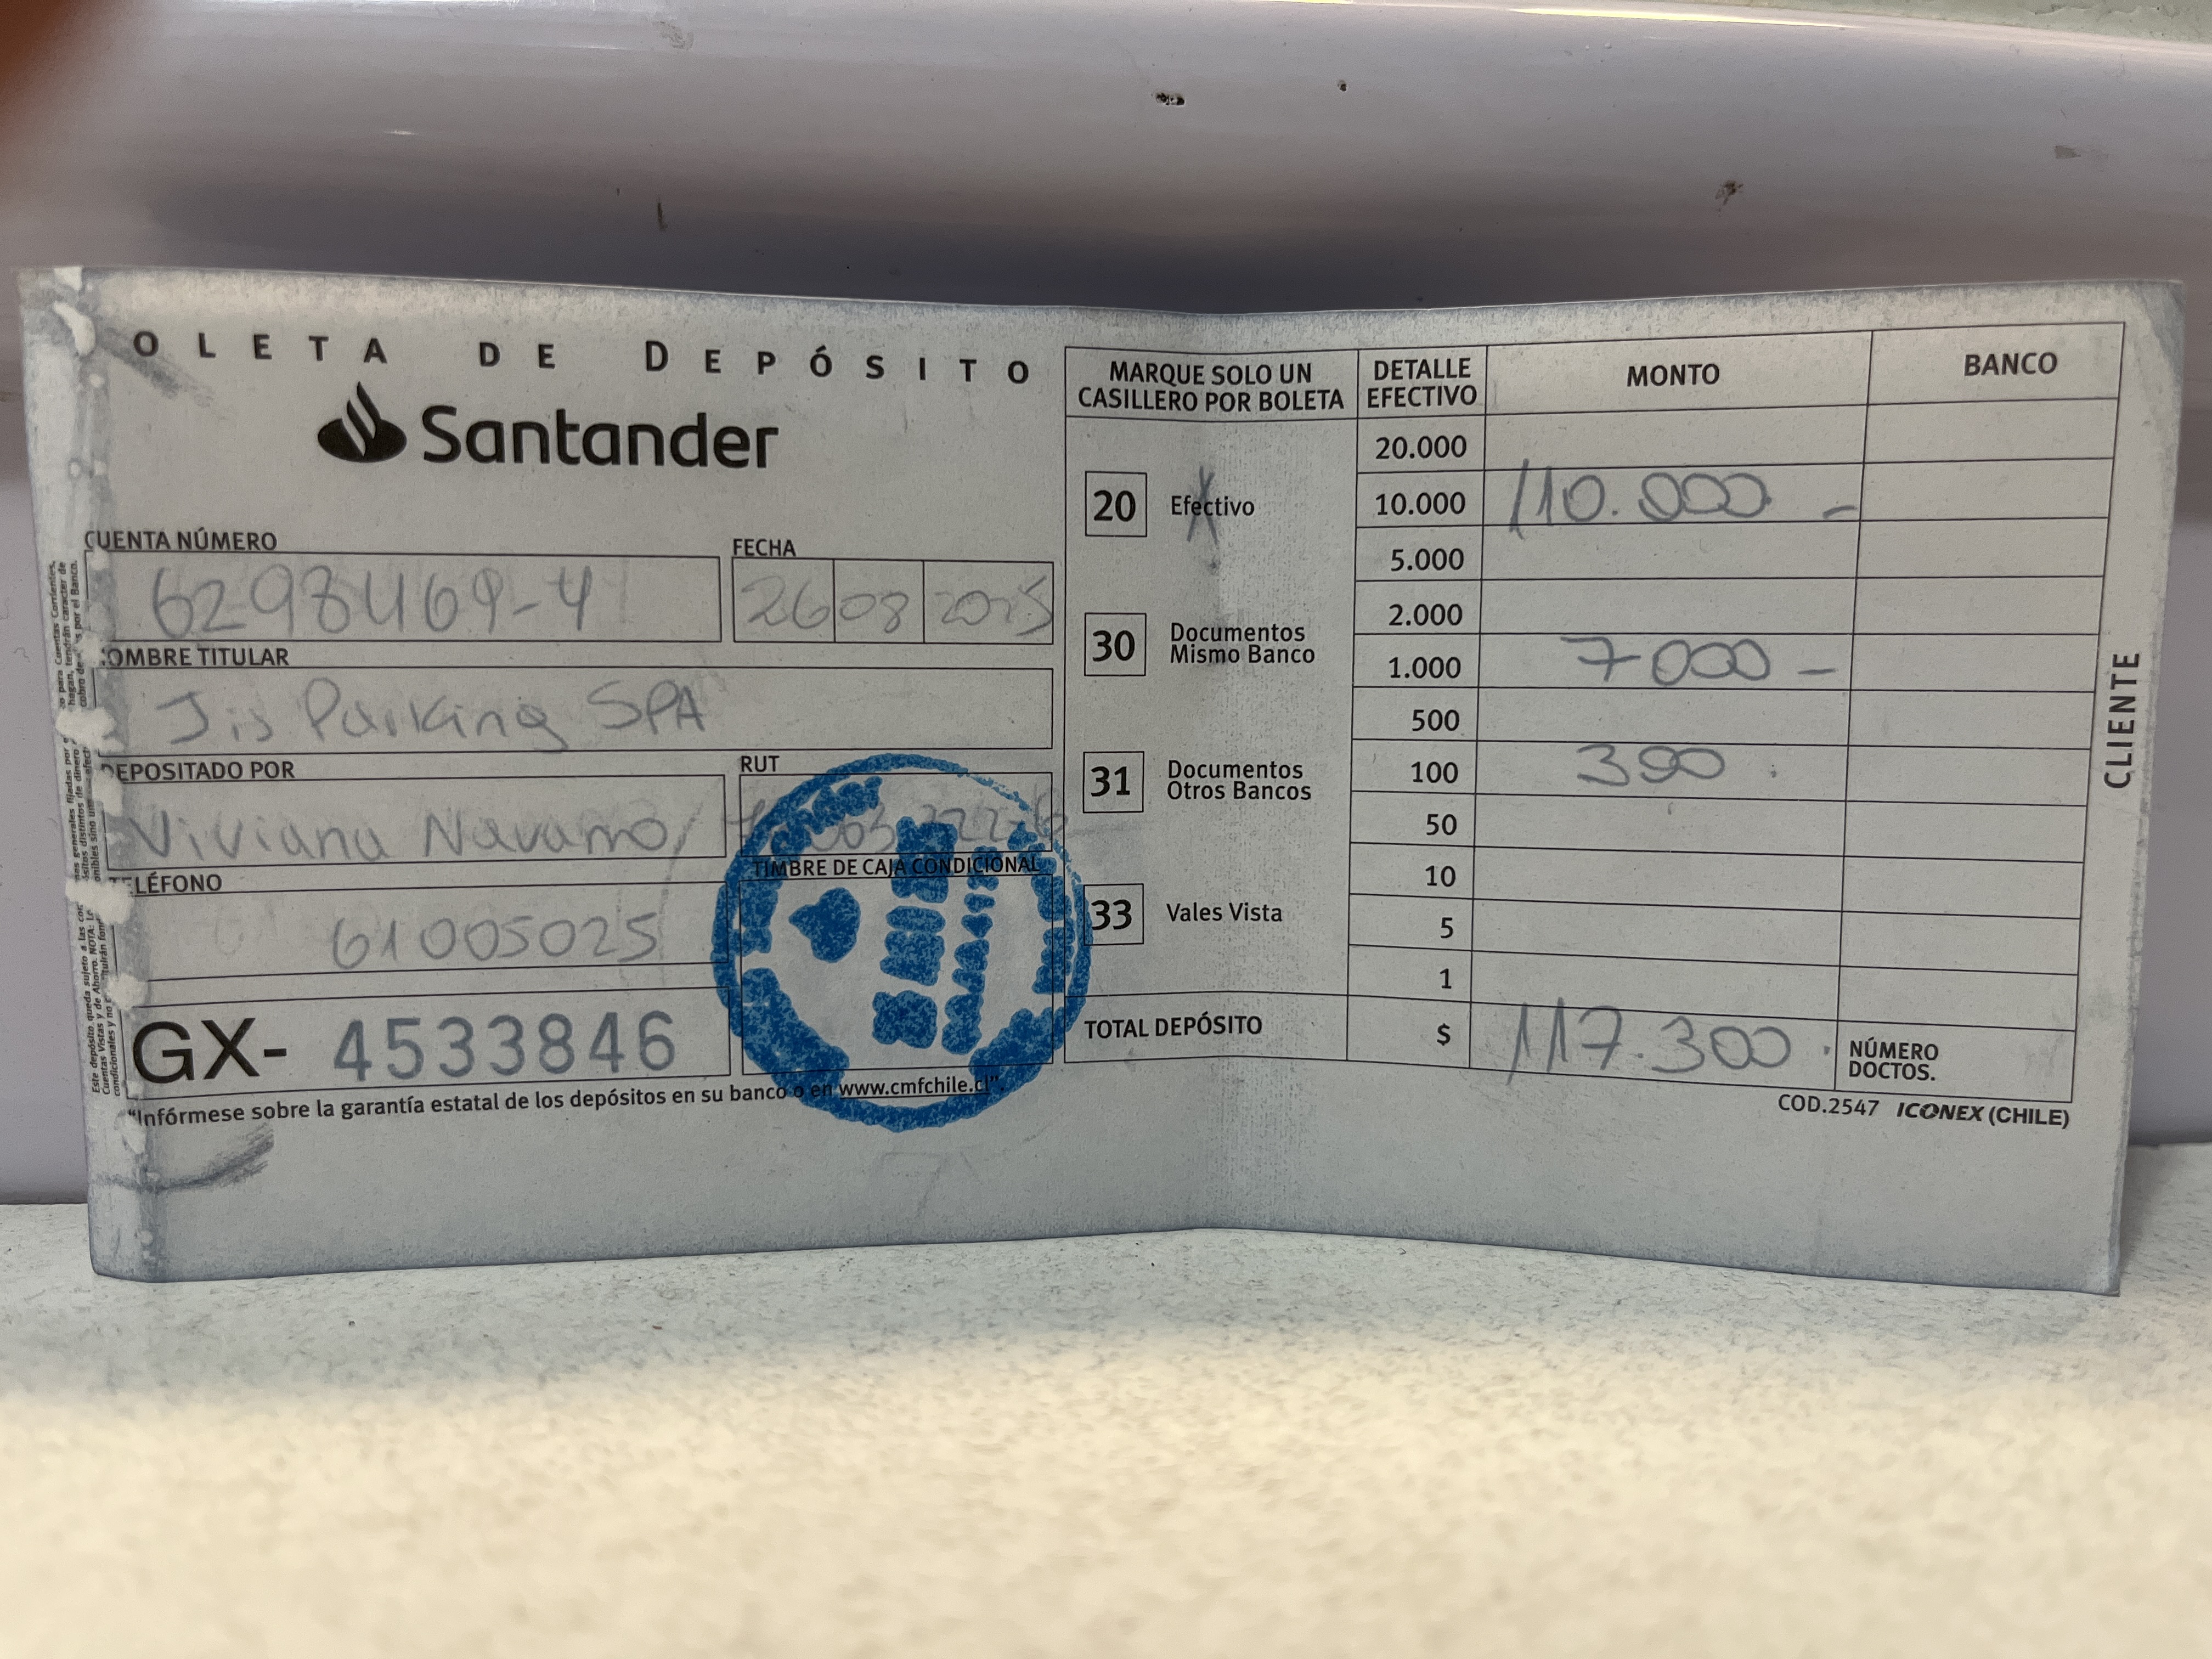 OLETA DE DEPÓSITO
Santander
CUENTA NÚMERO
6298469-4
FECHA
26 08 2025
OMBRE TITULAR
Jis Parking SPA
DEPOSITADO POR
Viviana Navarro
RUT
TELÉFONO
61005025
TIMBRE DE CAJA CONDICIONAL
GX- 4533846
"Infórmese sobre la garantía estatal de los depósitos en su banco o en www.cmfchile.cl"
MARQUE SOLO UN
CASILLERO POR BOLETA
20 Efectivo
30 Documentos
Mismo Banco
31 Documentos
Otros Bancos
33 Vales Vista
DETALLE
EFECTIVO
MONTO
BANCO
20.000
10.000 110.000 -
5.000
2.000
1.000 7000 -
500
100 300
50
10
5
1
TOTAL DEPÓSITO $ 117.300
NÚMERO
DOCTOS.
CLIENTE
COD.2547 ICONEX (CHILE)